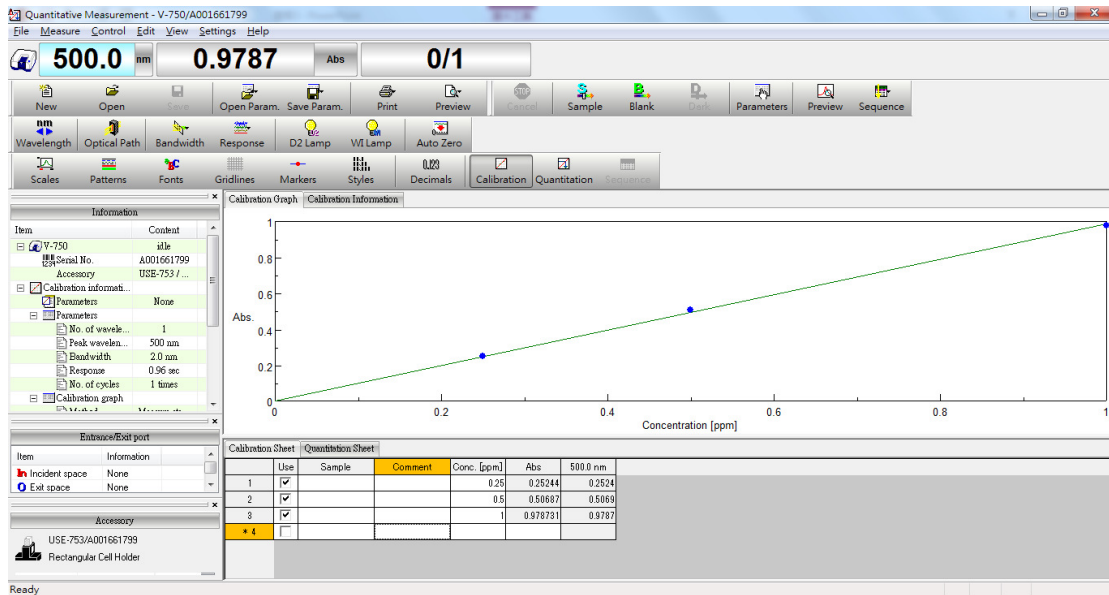 Quantitative Measurement - V-750/A001661799
File Measure Control Edit View Settings Help
500.0 nm 0.9787 Abs 0/1
New Open Save Open Param. Save Param. Print Preview Cancel Sample Blank Dark Parameters Preview Sequence
Wavelength Optical Path Bandwidth Response D2 Lamp WI Lamp Auto Zero
Scales Patterns Fonts Gridlines Markers Styles Decimals Calibration Quantitation Sequence
Information
Item Content
V-750 idle
Serial No. A001661799
Accessory USE-753 / ...
Calibration informati...
Parameters None
Parameters
No. of wavele... 1
Peak wavelen... 500 nm
Bandwidth 2.0 nm
Response 0.96 sec
No. of cycles 1 times
Calibration graph
Entrance/Exit port
Item Information
In Incident space None
O Exit space None
Accessory
USE-753/A001661799
Rectangular Cell Holder
Calibration Graph Calibration Information
1
0.8
0.6
Abs.
0.4
0.2
0
0 0.2 0.4 0.6 0.8 1
Concentration [ppm]
Calibration Sheet Quantitation Sheet
Use Sample Comment Conc. [ppm] Abs 500.0 nm
1 0.25 0.25244 0.2524
2 0.5 0.50687 0.5069
3 1 0.978731 0.9787
* 4
Ready